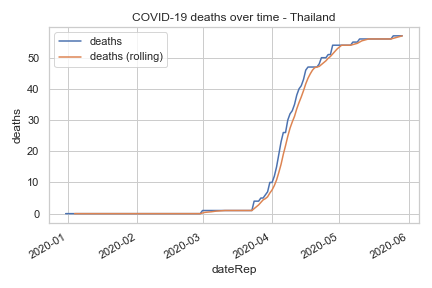 COVID-19 deaths over time - Thailand
deaths
deaths (rolling)
deaths
50
40
30
20
10
0
2020-01
2020-02
2020-03
2020-04
2020-05
2020-06
dateRep